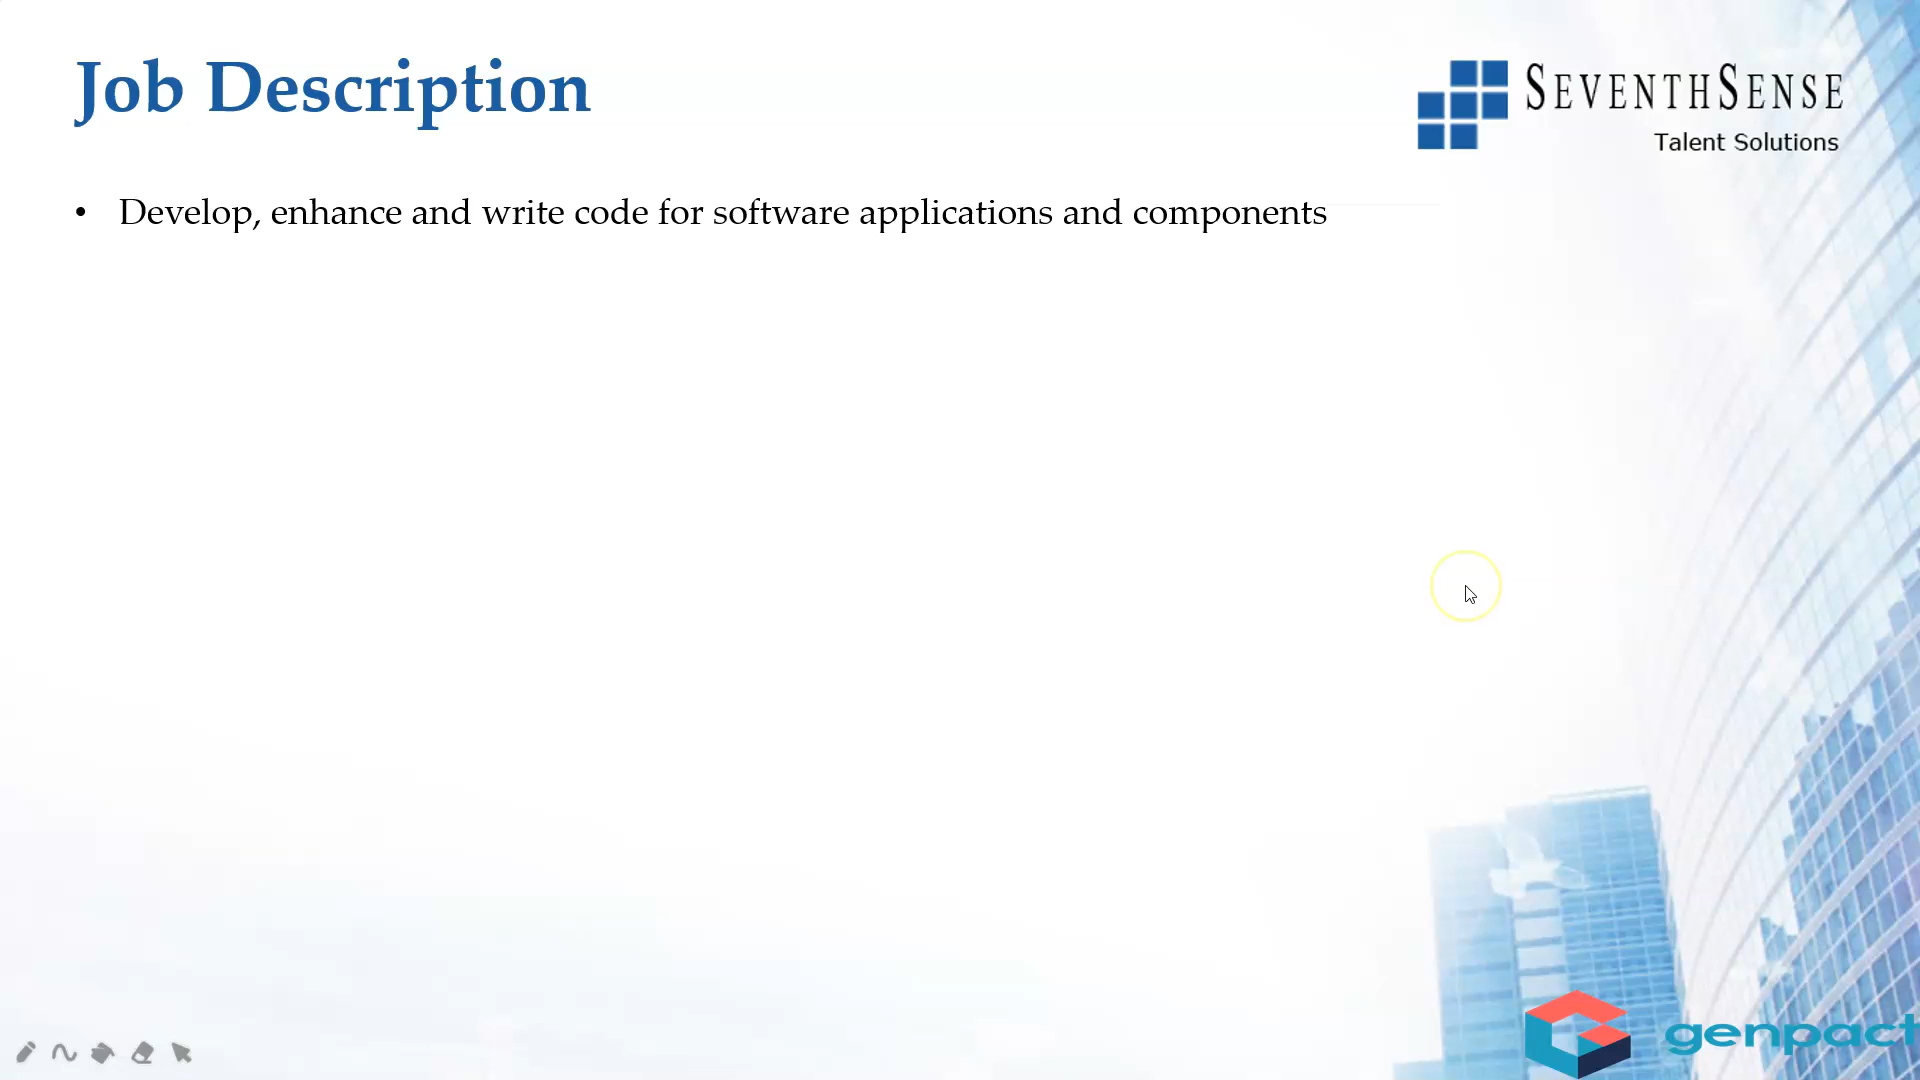 Job Description
SEVENTHSENSE
Talent Solutions
• Develop, enhance and write code for software applications and components
genpact